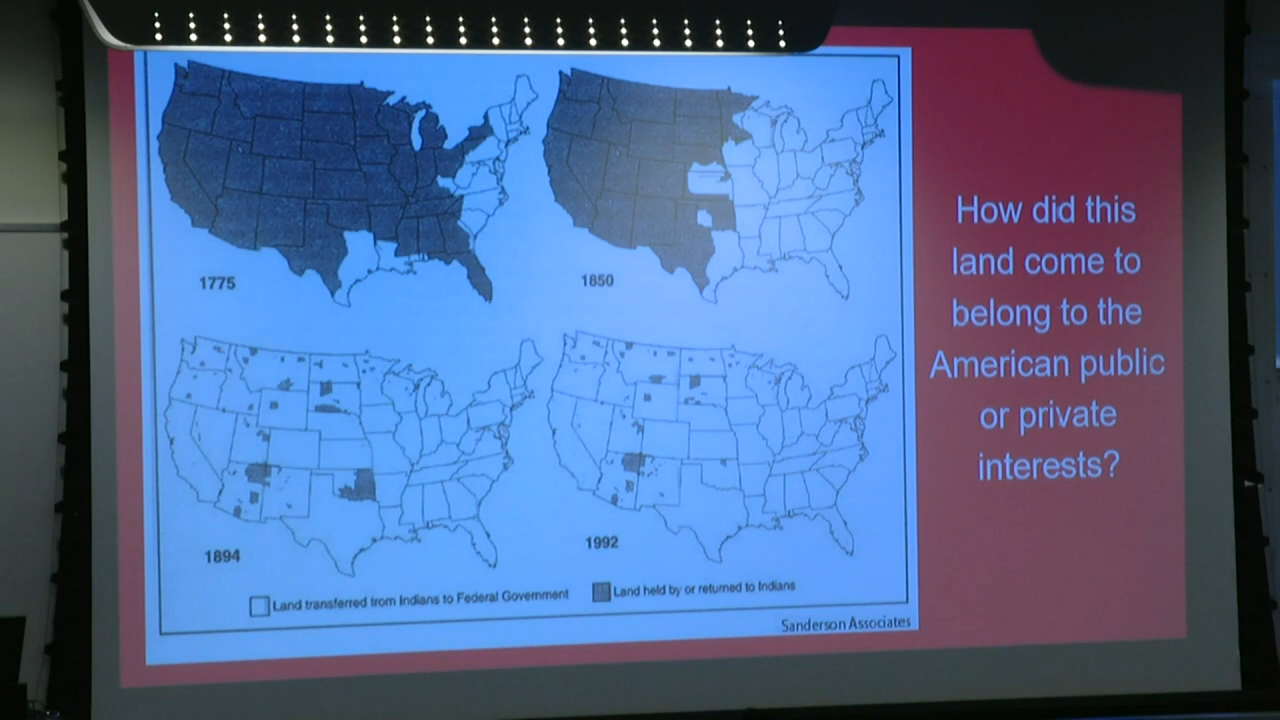 1775
1850
1894
1992
Land transferred from Indians to Federal Government
Land held by or returned to Indians
Sanderson Associates
How did this
land come to
belong to the
American public
or private
interests?